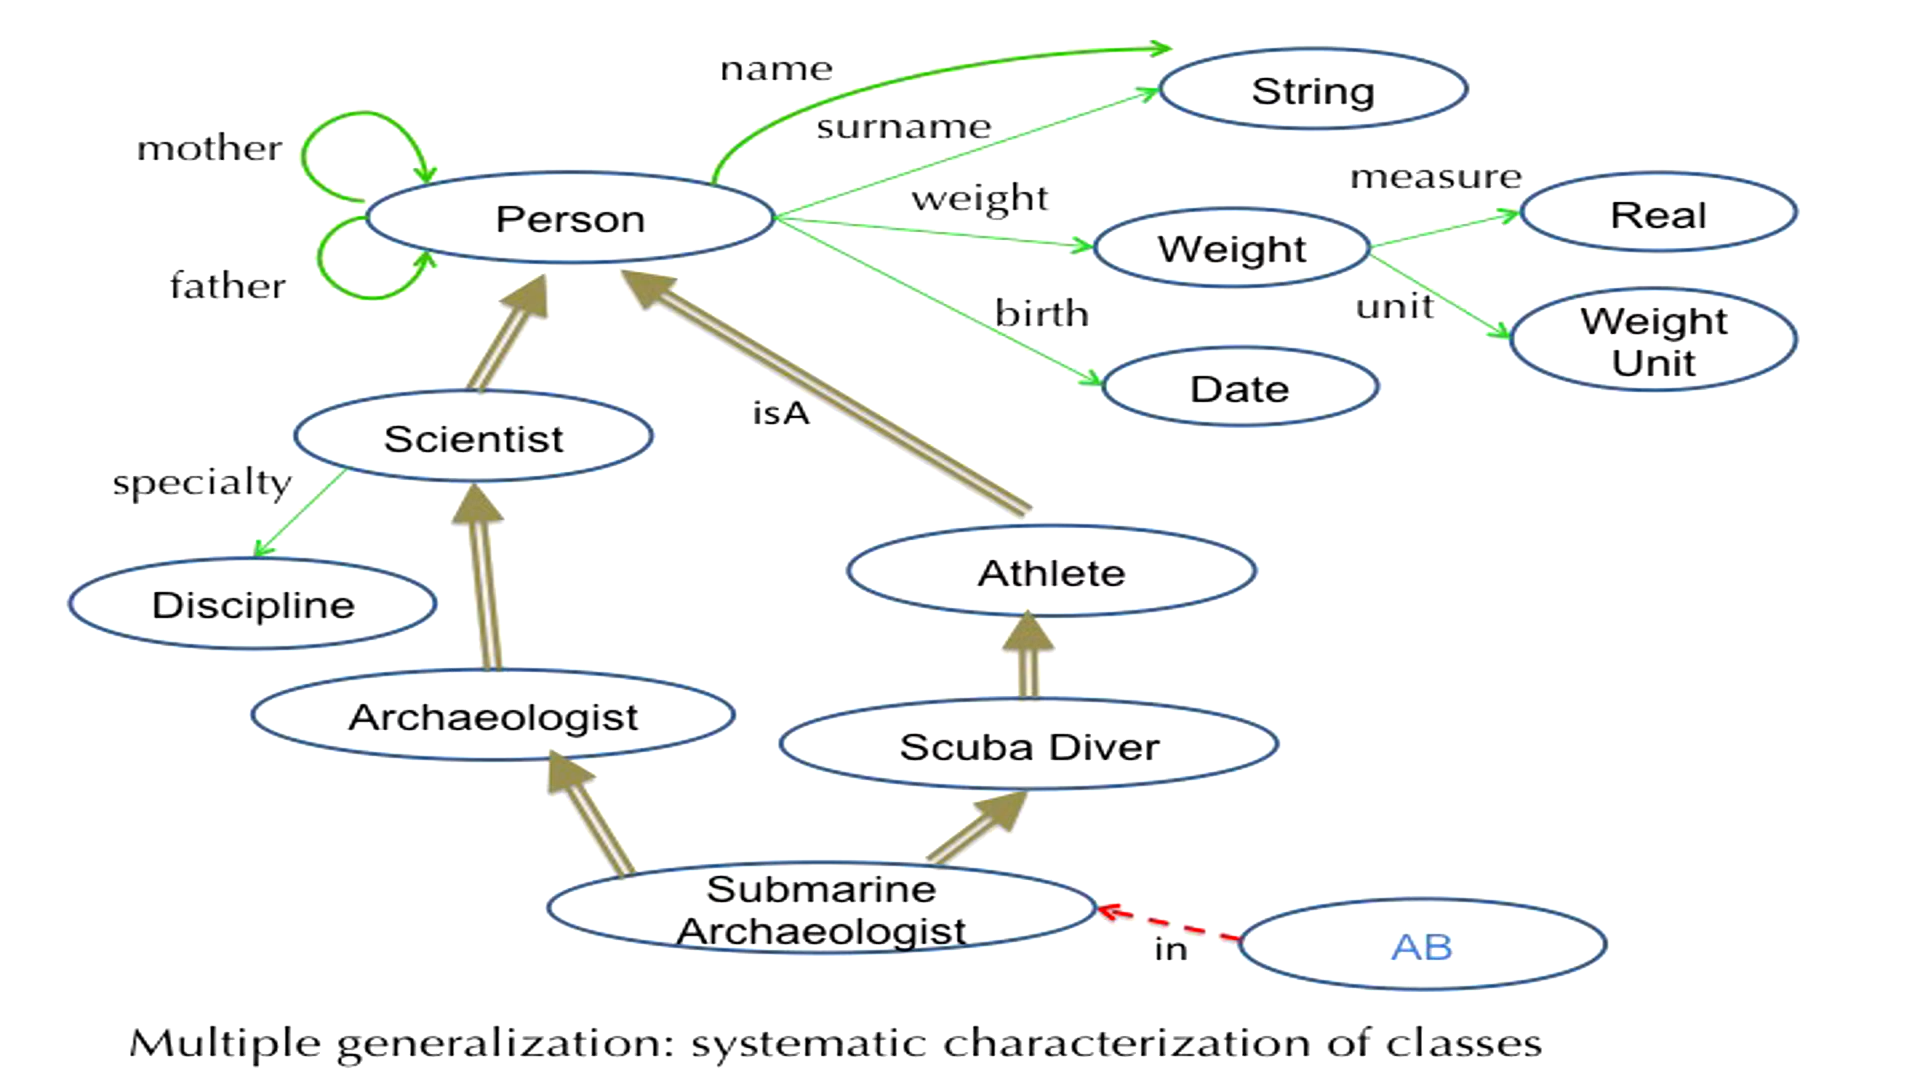 name
String
surname
mother
measure
weight
Real
Person
Weight
father
birth
unit
Weight
Unit
Date
isA
Scientist
specialty
Athlete
Discipline
Archaeologist
Scuba Diver
Submarine
Archaeologist
in
AB
Multiple generalization: systematic characterization of classes